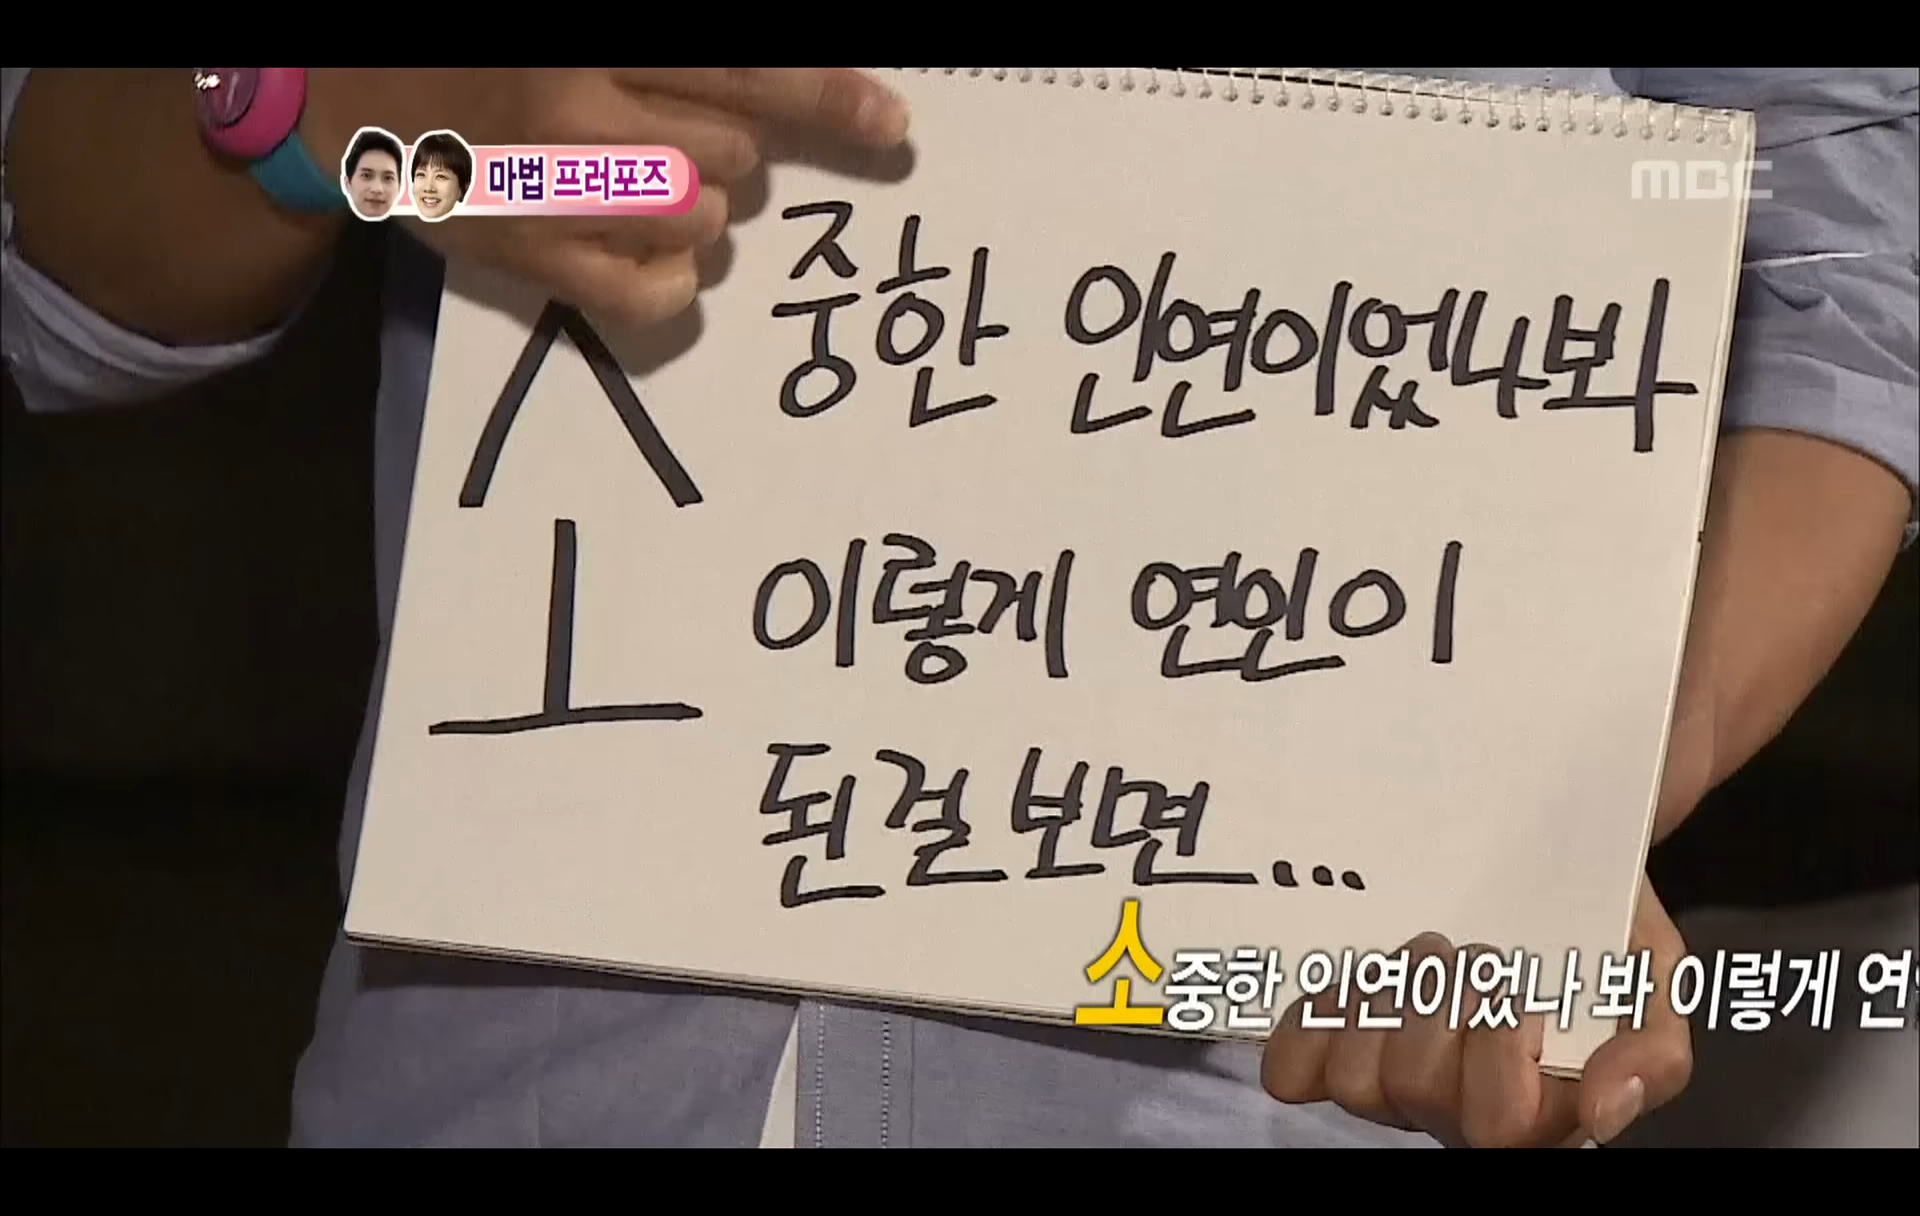 마법 프러포즈
MBC
소 중한 인연이었나봐
이렇게 연인이
된걸 보면...
소중한 인연이었나 봐 이렇게 연